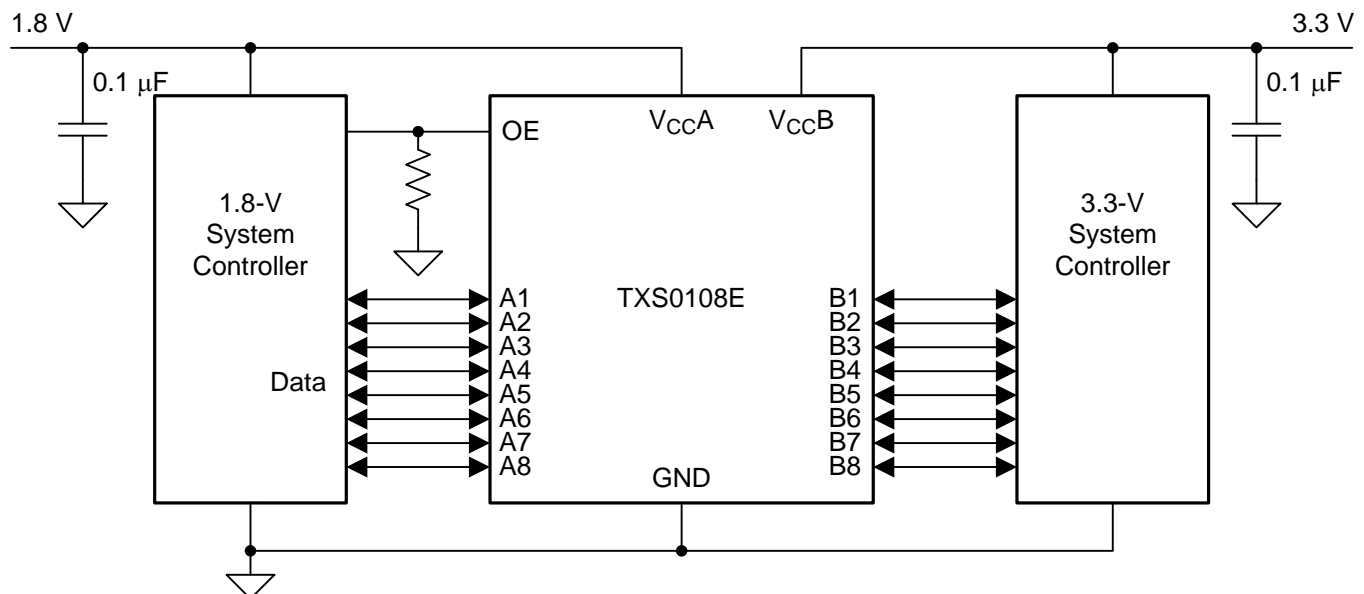 1.8 V
3.3 V
0.1 μF
0.1 μF
OE
VCCA
VCCB
1.8-V
System
Controller
3.3-V
System
Controller
TXS0108E
Data
A1
A2
A3
A4
A5
A6
A7
A8
B1
B2
B3
B4
B5
B6
B7
B8
GND